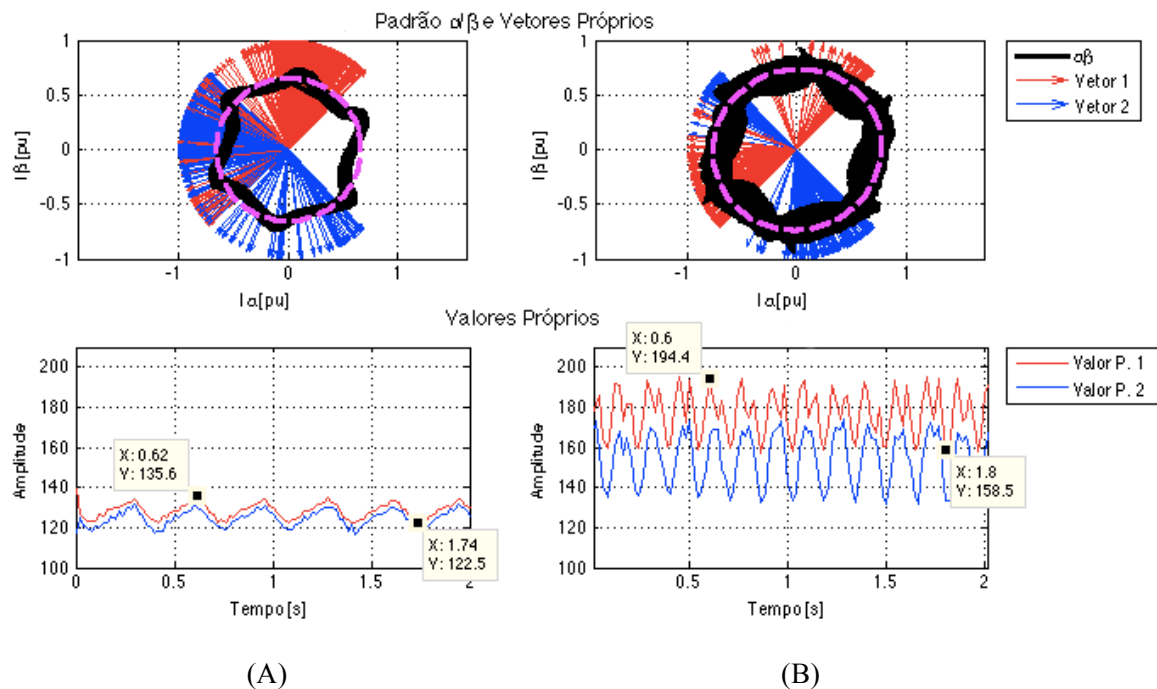 Padrão α/β e Vetores Próprios
1
0.5
0
-0.5
-1
-1
0
1
I β[pu]
I α[pu]
1
0.5
0
-0.5
-1
-1
0
1
I β[pu]
I α[pu]
αβ
Vetor 1
Vetor 2
Valores Próprios
200
180
160
140
120
100
0
0.5
1
1.5
2
Amplitude
Tempo[s]
X: 0.62
Y: 135.6
X: 1.74
Y: 122.5
200
180
160
140
120
100
0.5
1
1.5
2
Amplitude
Tempo[s]
X: 0.6
Y: 194.4
X: 1.8
Y: 158.5
Valor P. 1
Valor P. 2
(A)
(B)